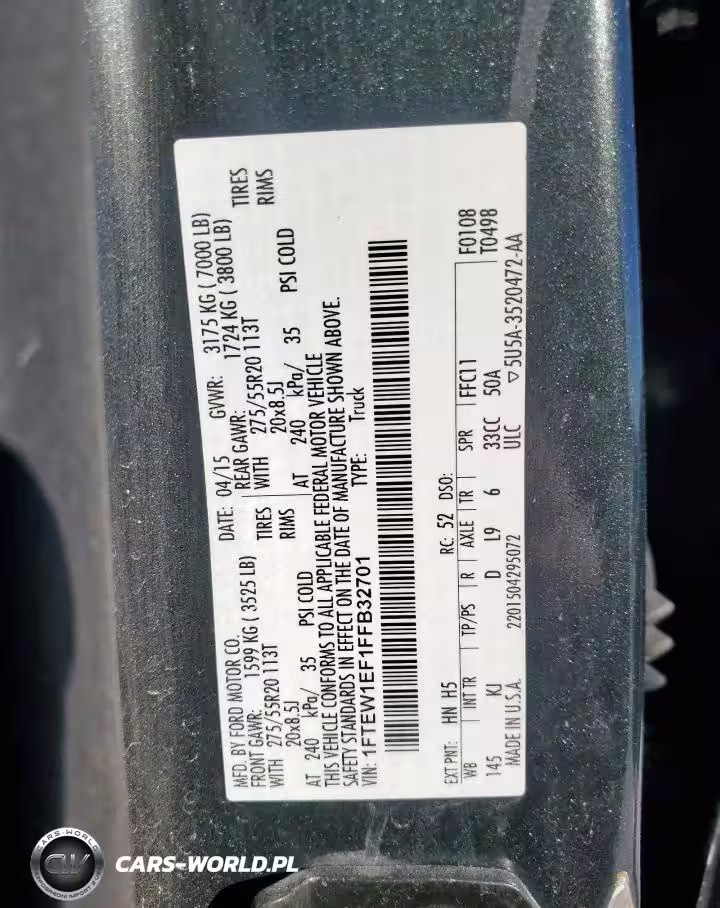 MFD. BY FORD MOTOR CO.
DATE: 04/15 GVWR: 3175 KG ( 7000 LB)
FRONT GAWR: 1599 KG ( 3525 LB)
REAR GAWR: 1724 KG ( 3800 LB)
WITH 275/55R20 113T TIRES
WITH 275/55R20 113T TIRES
20x8.5J RIMS
20x8.5J RIMS
AT 240 kPa/ 35 PSI COLD
AT 240 kPa/ 35 PSI COLD
THIS VEHICLE CONFORMS TO ALL APPLICABLE FEDERAL MOTOR VEHICLE
SAFETY STANDARDS IN EFFECT ON THE DATE OF MANUFACTURE SHOWN ABOVE.
VIN: 1FTEW1EF1FFB32701 TYPE: Truck
EXT PNT: HN H5 RC: 52 DSO: F0108
WB INT TR TP/PS R AXLE TR SPR FFC11 T0498
145 KJ D L9 6 33CC 50A
ULC
MADE IN U.S.A. 2201504295072 ▽5U5A-3520472-AA
CARS-WORLD
CW
CARS-WORLD.PL